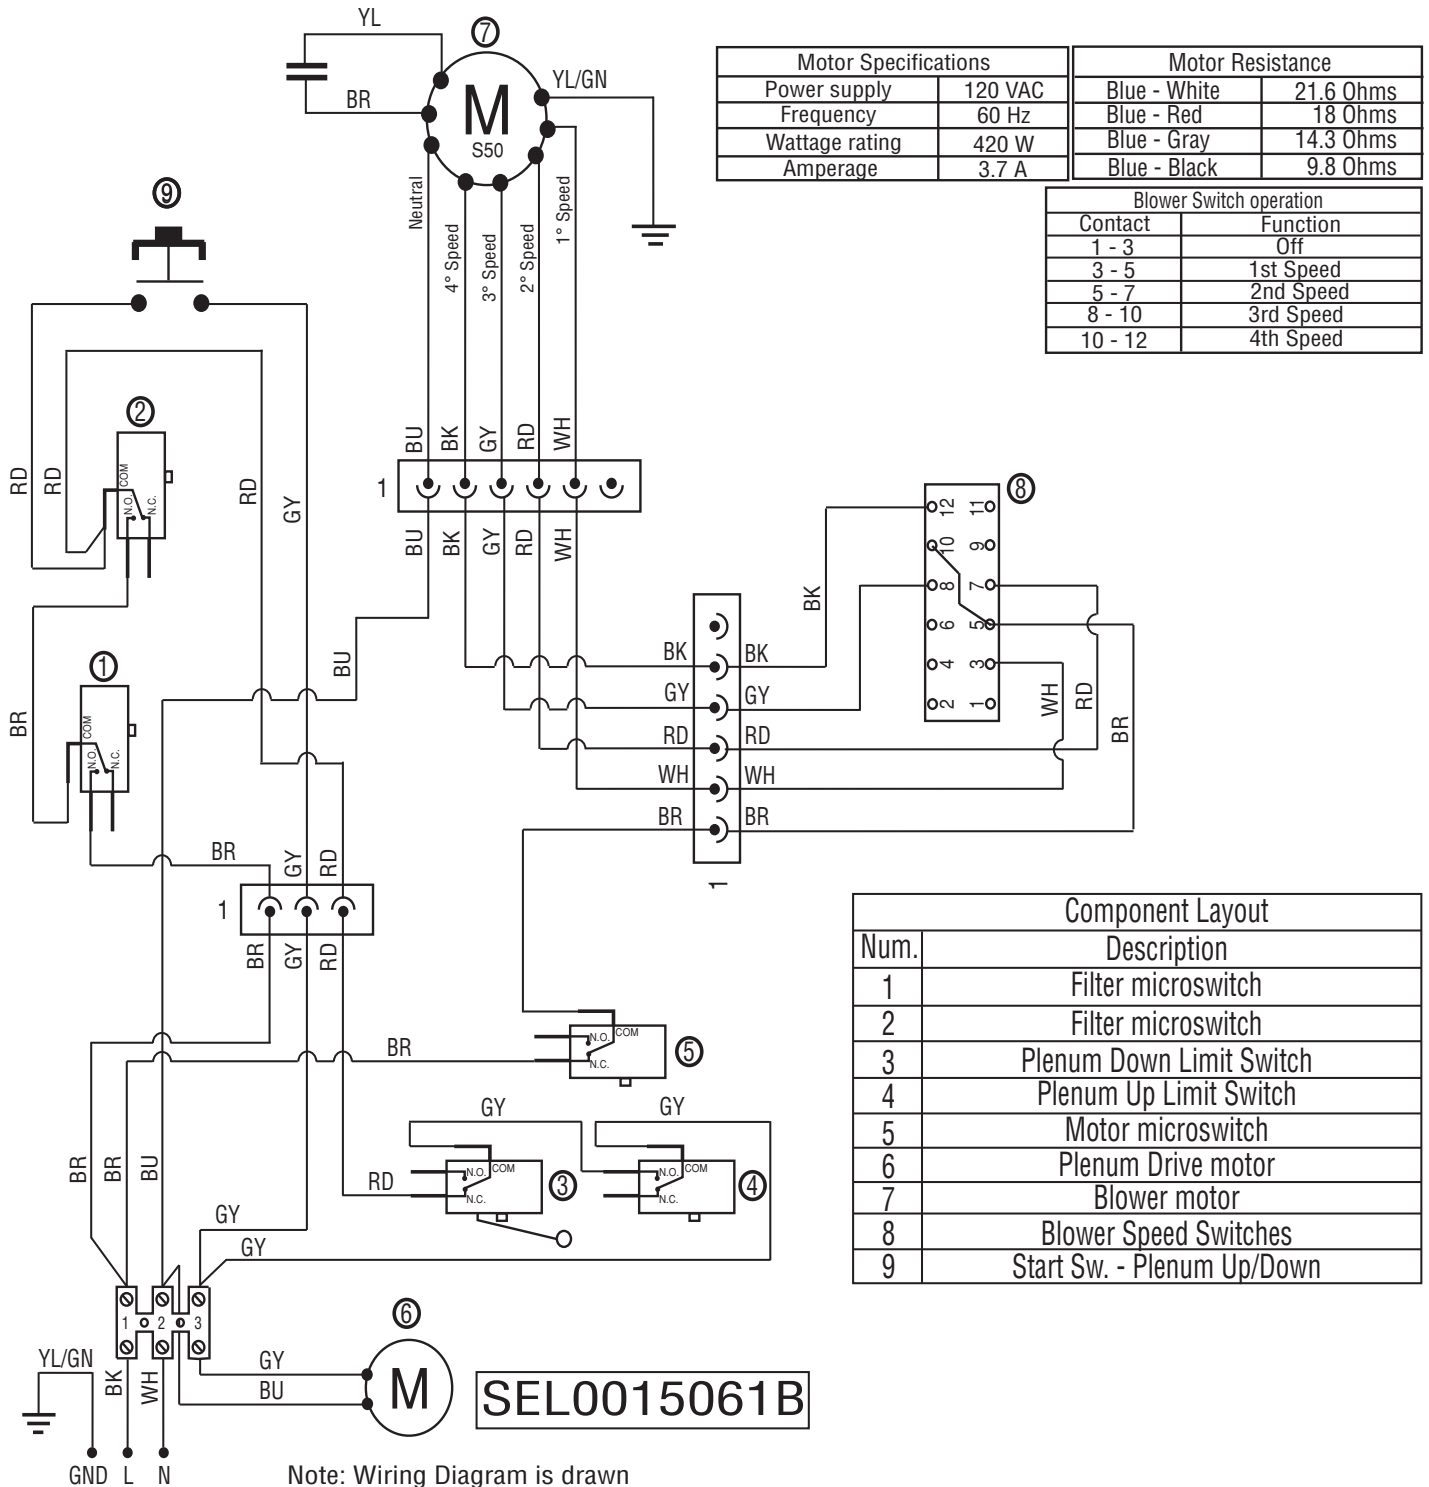 YL
7
YL/GN
BR
M
S50
Motor Specifications
Power supply 120 VAC
Frequency 60 Hz
Wattage rating 420 W
Amperage 3.7 A
Motor Resistance
Blue - White 21.6 Ohms
Blue - Red 18 Ohms
Blue - Gray 14.3 Ohms
Blue - Black 9.8 Ohms
Blower Switch operation
Contact Function
1 - 3 Off
3 - 5 1st Speed
5 - 7 2nd Speed
8 - 10 3rd Speed
10 - 12 4th Speed
9
Neutral
4° Speed
3° Speed
2° Speed
1° Speed
2
COM
N.O.
N.C.
RD
RD
RD
GY
BU
BK
GY
RD
WH
1
BU
BK
GY
RD
WH
8
12 11
10 9
8 7
6 5
4 3
2 1
BK
WH
RD
BR
BU
BK BK
GY GY
RD RD
WH WH
BR BR
1
1
COM
N.O.
N.C.
BR
BR
GY
RD
1
BR
GY
RD
Component Layout
Num. Description
1 Filter microswitch
2 Filter microswitch
3 Plenum Down Limit Switch
4 Plenum Up Limit Switch
5 Motor microswitch
6 Plenum Drive motor
7 Blower motor
8 Blower Speed Switches
9 Start Sw. - Plenum Up/Down
BR
N.O.
COM
N.C.
5
GY
GY
BR
BR
BU
RD
N.O.
COM
N.C.
3
N.O.
COM
N.C.
4
GY
GY
1 2 3
6
YL/GN
BK
WH
GY
BU
M
SEL0015061B
GND L N
Note: Wiring Diagram is drawn